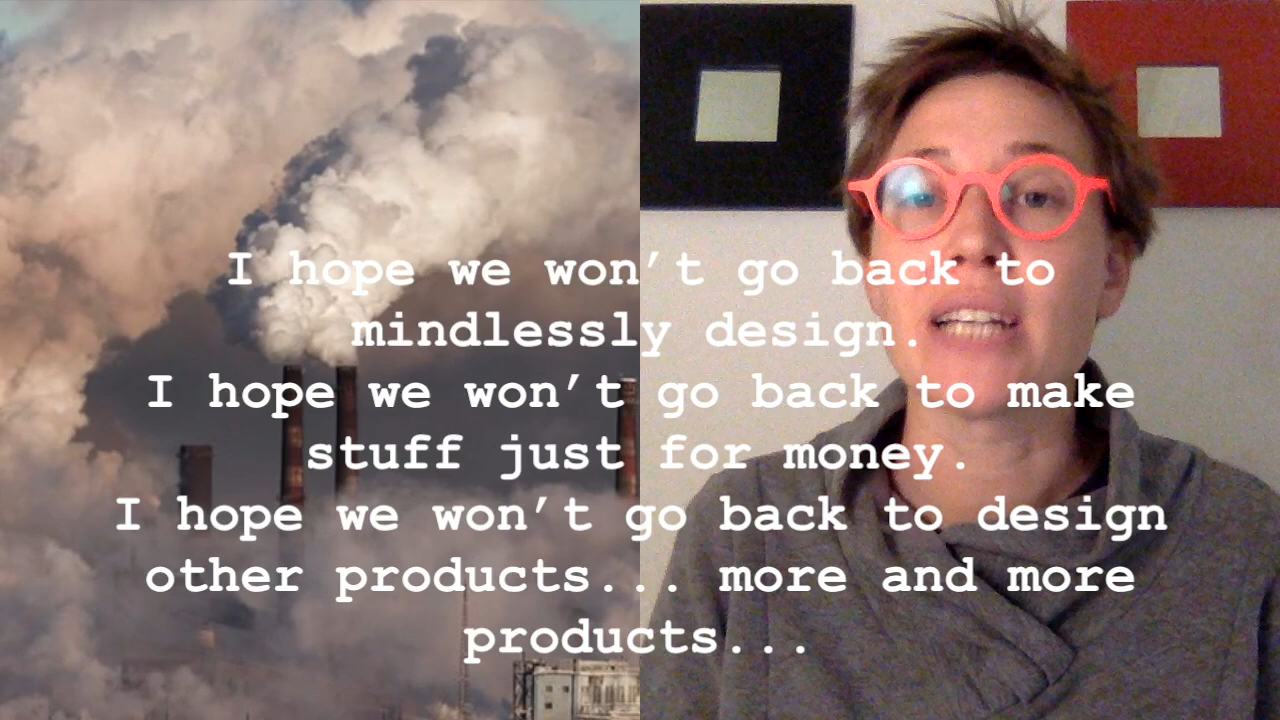 I hope we won't go back to
mindlessly design.
I hope we won't go back to make
stuff just for money.
I hope we won't go back to design
other products... more and more
products...